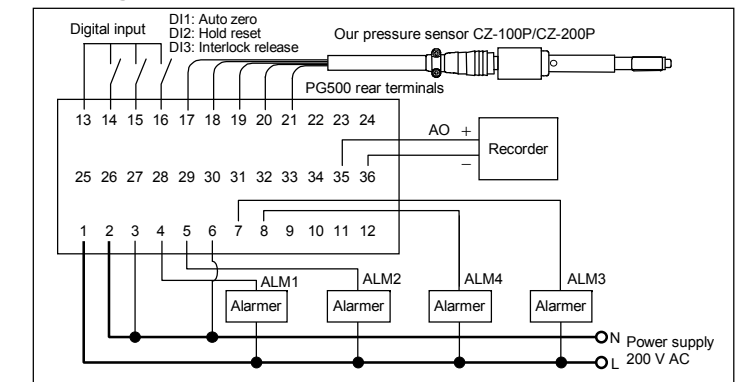 DI1: Auto zero
Digital input
DI2: Hold reset
DI3: Interlock release
Our pressure sensor CZ-100P/CZ-200P
PG500 rear terminals
13 14 15 16 17 18 19 20 21 22 23 24
AO +
Recorder
−
25 26 27 28 29 30 31 32 33 34 35 36
1 2 3 4 5 6 7 8 9 10 11 12
ALM1 ALM2 ALM4 ALM3
Alarmer Alarmer Alarmer Alarmer
N
Power supply
L
200 V AC